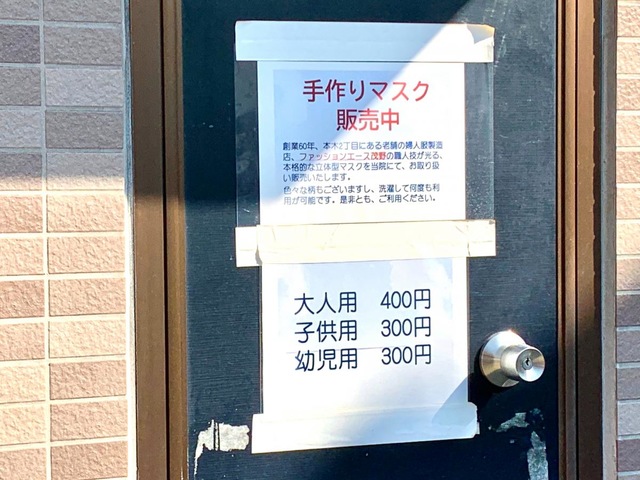 手作りマスク
販売中
創業60年、本木2丁目にある老舗の婦人服製造
店、ファッションエース茂野の職人技が光る、
本格的な立体型マスクを当院にて、お取り扱
い販売いたします。
色々な柄もございますし、洗濯して何度も利
用が可能です。是非とも、ご利用ください。
大人用 400円
子供用 300円
幼児用 300円